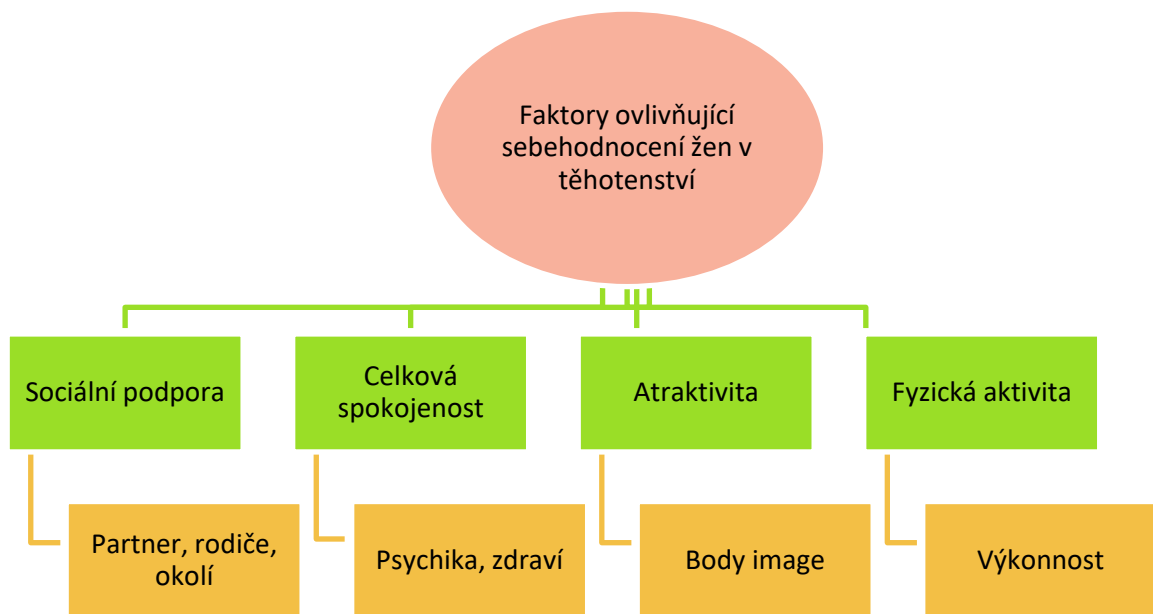 Faktory ovlivňující
sebehodnocení žen v
těhotenství
Sociální podpora
Celková
spokojenost
Atraktivita
Fyzická aktivita
Partner, rodiče,
okolí
Psychika, zdraví
Body image
Výkonnost